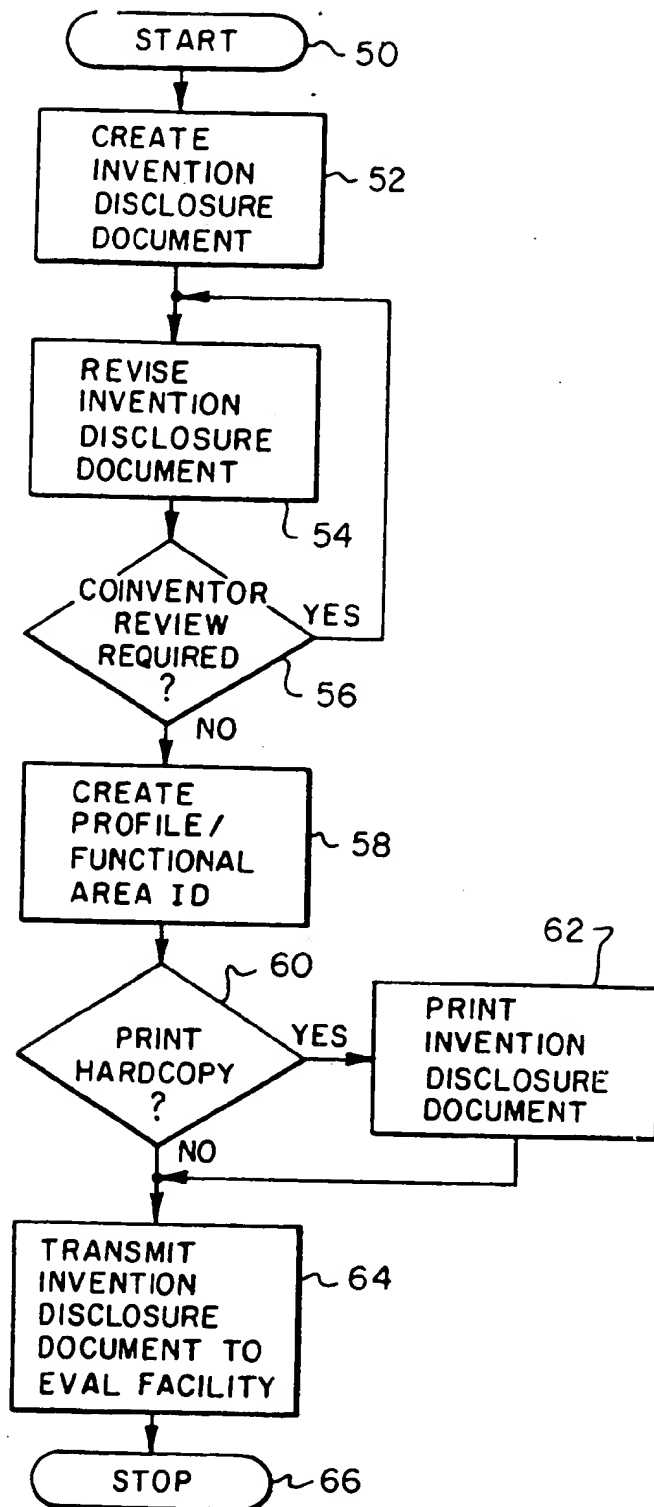 START
50
CREATE
INVENTION
DISCLOSURE
DOCUMENT
52
REVISE
INVENTION
DISCLOSURE
DOCUMENT
54
COINVENTOR
REVIEW
REQUIRED
?
YES
56
NO
CREATE
PROFILE/
FUNCTIONAL
AREA ID
58
60
PRINT
HARDCOPY
?
YES
62
PRINT
INVENTION
DISCLOSURE
DOCUMENT
NO
TRANSMIT
INVENTION
DISCLOSURE
DOCUMENT TO
EVAL FACILITY
64
STOP
66